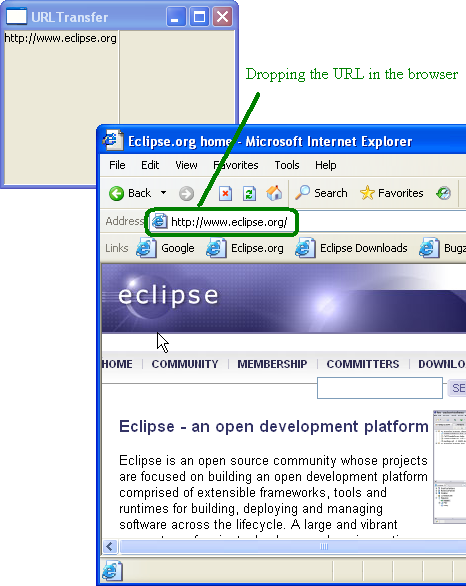 URLTransfer
http://www.eclipse.org
Dropping the URL in the browser
Eclipse.org home - Microsoft Internet Explorer
File Edit View Favorites Tools Help
Back Search Favorites
Address http://www.eclipse.org/
Links Google Eclipse.org Eclipse Downloads Bugz
eclipse
HOME COMMUNITY MEMBERSHIP COMMITTERS DOWNLO
SE
Eclipse - an open development platform
Eclipse is an open source community whose projects
are focused on building an open development platform
comprised of extensible frameworks, tools and
runtimes for building, deploying and managing
software across the lifecycle. A large and vibrant